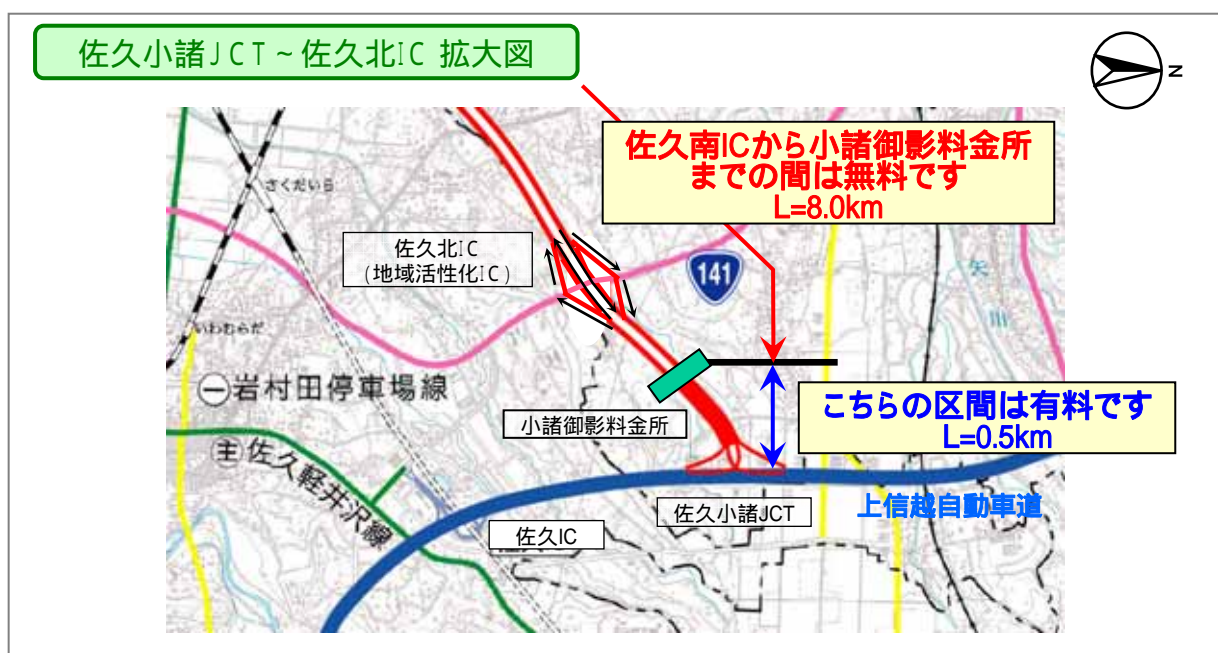 佐久小諸JCT～佐久北IC 拡大図
N
佐久南ICから小諸御影料金所
までの間は無料です
L=8.0km
さくだいら
佐久北IC
(地域活性化IC)
141
矢
川
いわむらだ
一岩村田停車場線
こちらの区間は有料です
L=0.5km
小諸御影料金所
主佐久軽井沢線
佐久小諸JCT
上信越自動車道
佐久IC